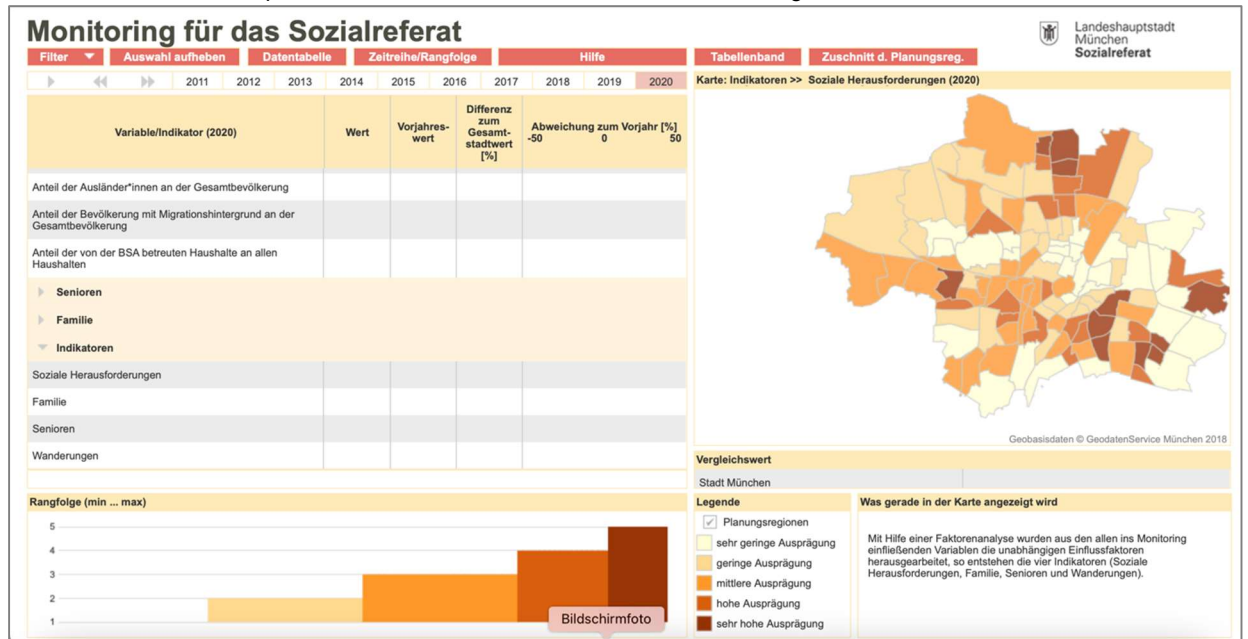 Monitoring für das Sozialreferat
Landeshauptstadt
München
Sozialreferat
Filter
Auswahl aufheben
Datentabelle
Zeitreihe/Rangfolge
Hilfe
Tabellenband
Zuschnitt d. Planungsreg.
2011 2012 2013 2014 2015 2016 2017 2018 2019 2020
Karte: Indikatoren >> Soziale Herausforderungen (2020)
Variable/Indikator (2020)
Wert
Vorjahres-
wert
Differenz
zum
Gesamt-
stadtwert
[%]
Abweichung zum Vorjahr [%]
-50 0 50
Anteil der Ausländer*innen an der Gesamtbevölkerung
Anteil der Bevölkerung mit Migrationshintergrund an der
Gesamtbevölkerung
Anteil der von der BSA betreuten Haushalte an allen
Haushalten
Senioren
Familie
Indikatoren
Soziale Herausforderungen
Familie
Senioren
Wanderungen
Geobasisdaten © GeodatenService München 2018
Vergleichswert
Stadt München
Rangfolge (min ... max)
5
4
3
2
1
Bildschirmfoto
Legende
Planungsregionen
sehr geringe Ausprägung
geringe Ausprägung
mittlere Ausprägung
hohe Ausprägung
sehr hohe Ausprägung
Was gerade in der Karte angezeigt wird
Mit Hilfe einer Faktorenanalyse wurden aus den allen ins Monitoring
einfließenden Variablen die unabhängigen Einflussfaktoren
herausgearbeitet, so entstehen die vier Indikatoren (Soziale
Herausforderungen, Familie, Senioren und Wanderungen).